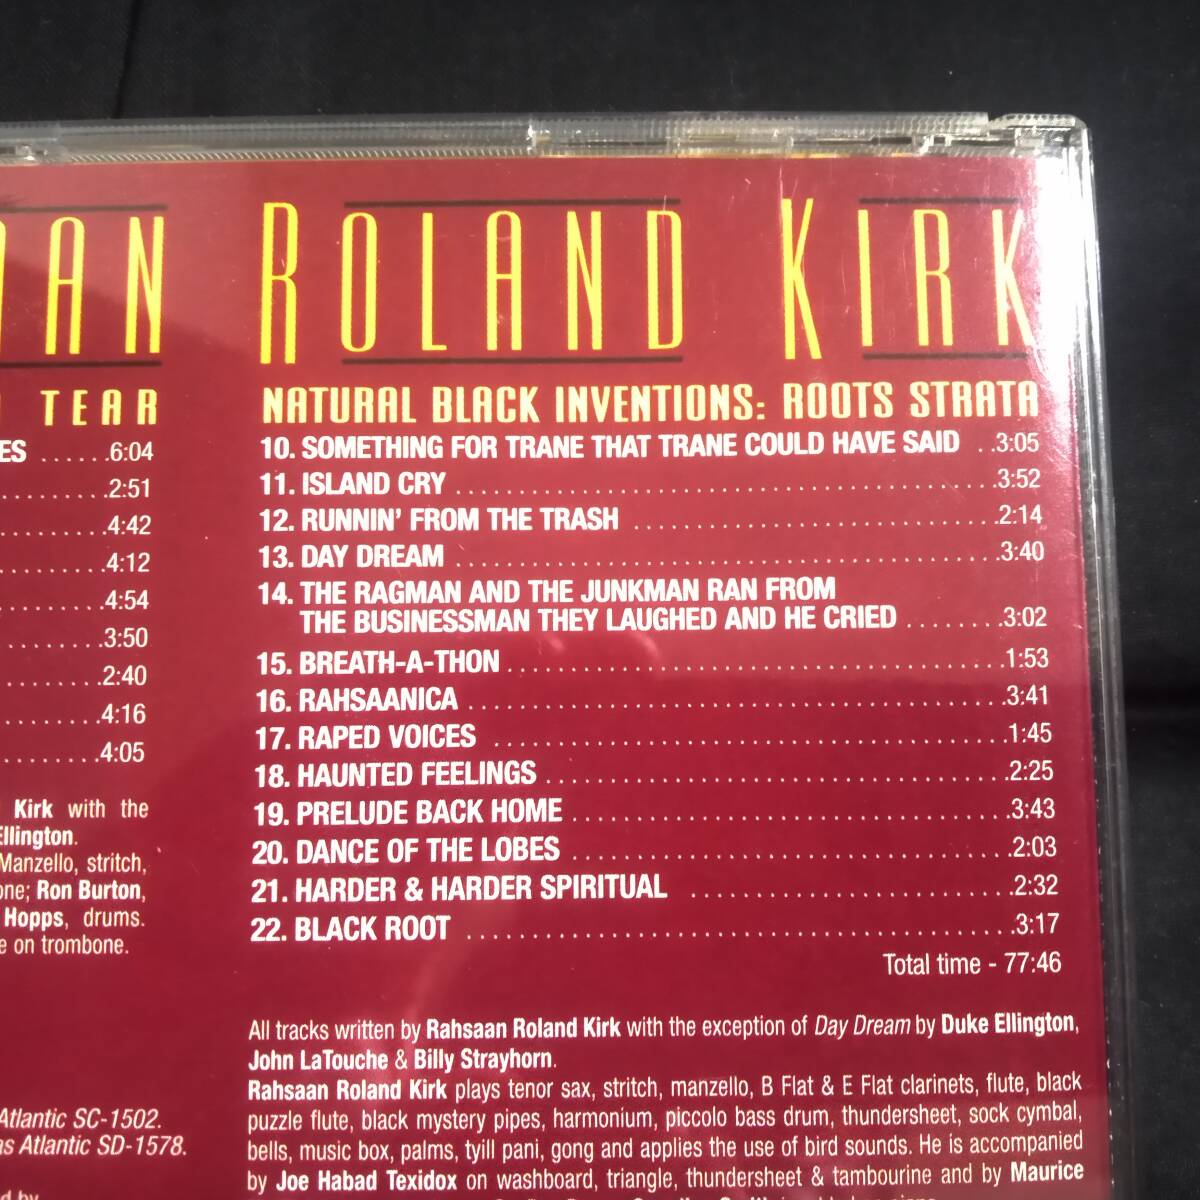 ROLAND KIRK
TEAR
ES ......6:04
2:51
4:42
4:12
4:54
3:50
2:40
4:16
4:05
Kirk with the
Ellington.
Manzello, stritch,
Ron Burton,
Hopps, drums.
on trombone.
Atlantic SC-1502.
as Atlantic SD-1578.
by
NATURAL BLACK INVENTIONS: ROOTS STRATA
10. SOMETHING FOR TRANE THAT TRANE COULD HAVE SAID ..3:05
11. ISLAND CRY 3:52
12. RUNNIN' FROM THE TRASH 2:14
13. DAY DREAM 3:40
14. THE RAGMAN AND THE JUNKMAN RAN FROM
THE BUSINESSMAN THEY LAUGHED AND HE CRIED 3:02
15. BREATH-A-THON 1:53
16. RAHSAANICA 3:41
17. RAPED VOICES 1:45
18. HAUNTED FEELINGS 2:25
19. PRELUDE BACK HOME 3:43
20. DANCE OF THE LOBES 2:03
21. HARDER & HARDER SPIRITUAL 2:32
22. BLACK ROOT 3:17
Total time - 77:46
All tracks written by Rahsaan Roland Kirk with the exception of Day Dream by Duke Ellington,
John LaTouche & Billy Strayhorn.
Rahsaan Roland Kirk plays tenor sax, stritch, manzello, B Flat & E Flat clarinets, flute, black
puzzle flute, black mystery pipes, harmonium, piccolo bass drum, thundersheet, sock cymbal,
bells, music box, palms, tyill pani, gong and applies the use of bird sounds. He is accompanied
by Joe Habad Texidox on washboard, triangle, thundersheet & tambourine and by Maurice